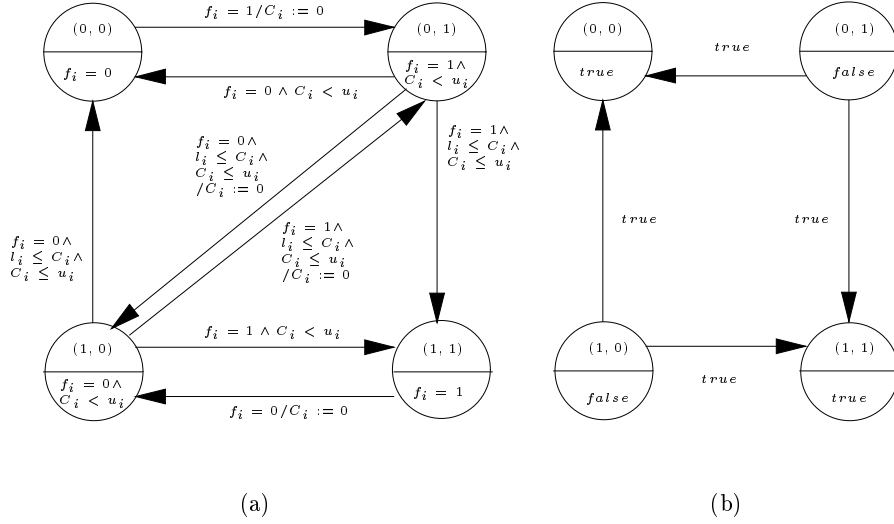 (0, 0)
f_i = 0
f_i = 1/C_i := 0
(0, 1)
f_i = 1∧
C_i < u_i
f_i = 0 ∧ C_i < u_i
f_i = 0∧
l_i ≤ C_i∧
C_i ≤ u_i
/C_i := 0
f_i = 1∧
l_i ≤ C_i∧
C_i ≤ u_i
f_i = 1∧
l_i ≤ C_i∧
C_i ≤ u_i
/C_i := 0
f_i = 0∧
l_i ≤ C_i∧
C_i ≤ u_i
(1, 0)
f_i = 0∧
C_i < u_i
f_i = 1 ∧ C_i < u_i
(1, 1)
f_i = 1
f_i = 0/C_i := 0
(a)
(0, 0)
true
true
(0, 1)
false
true
true
(1, 0)
false
true
(1, 1)
true
(b)